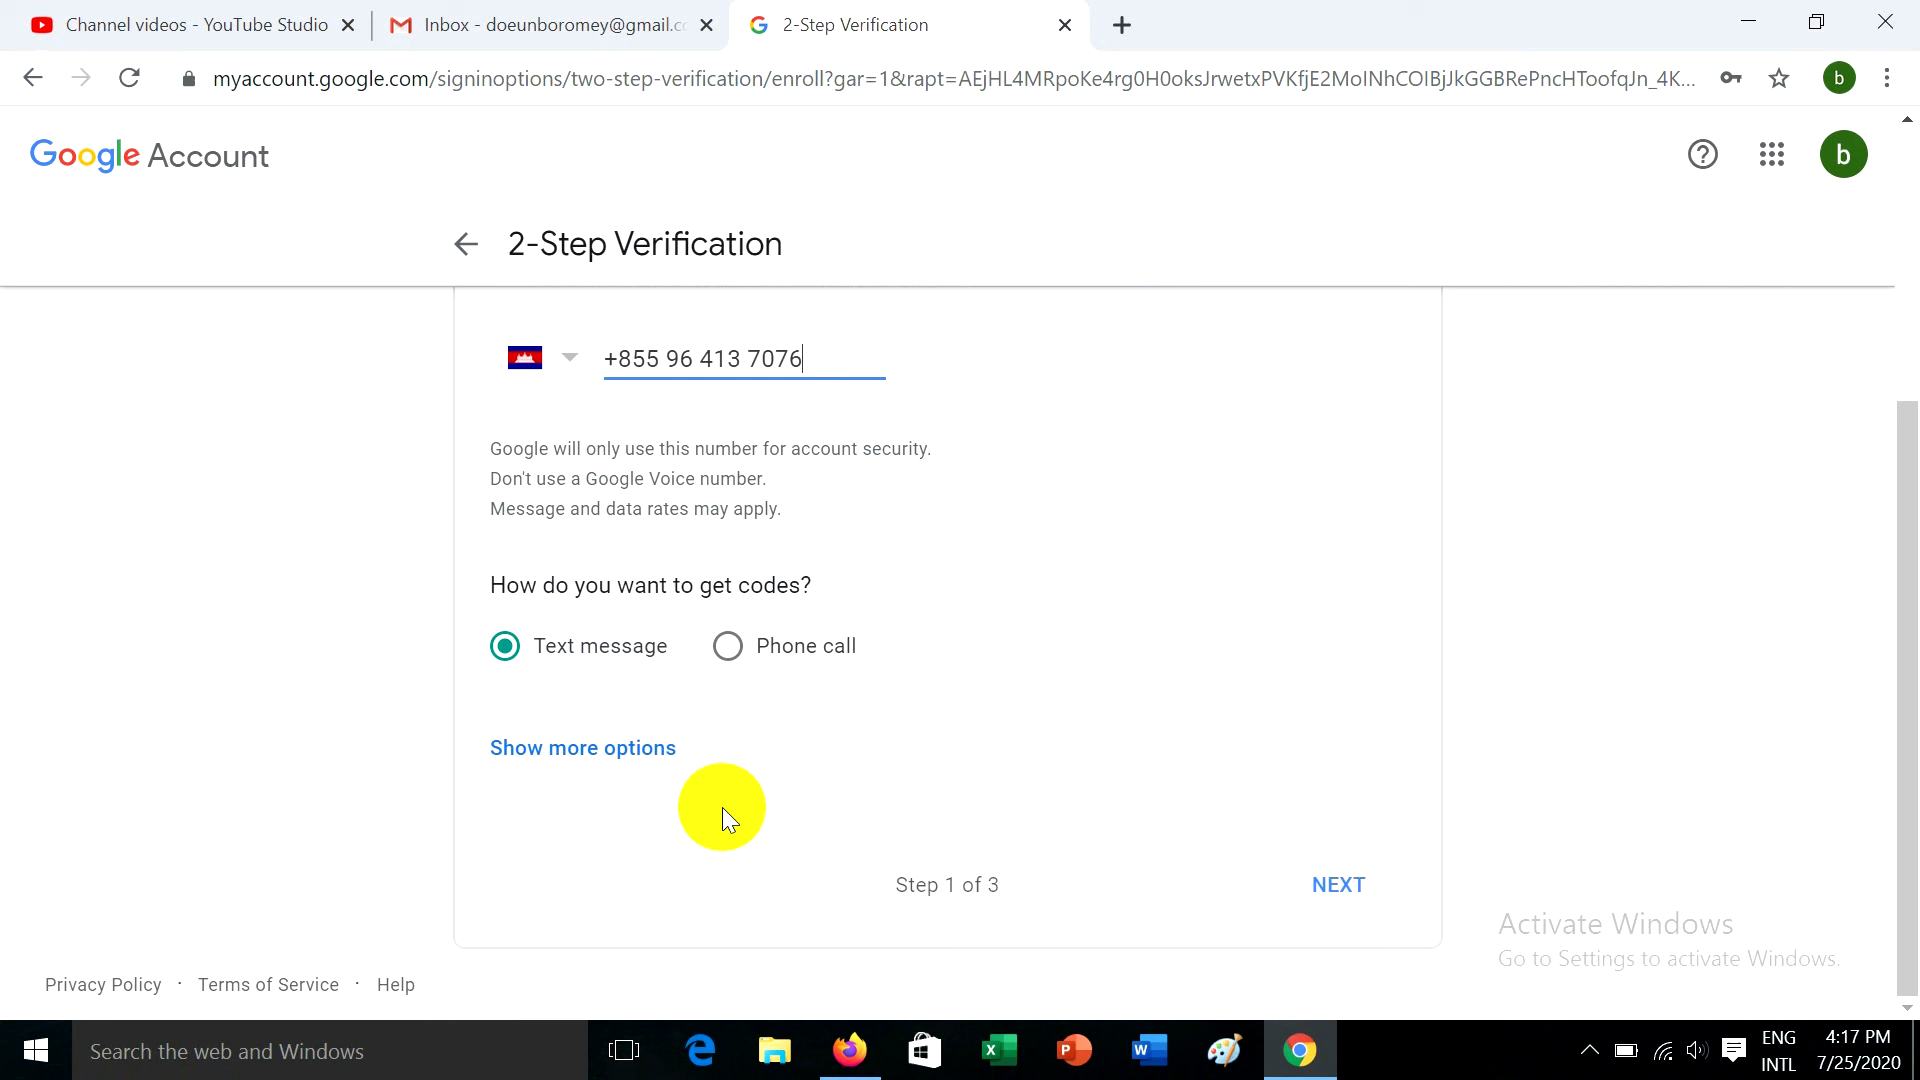 Channel videos - YouTube Studio
Inbox - doeunboromey@gmail.c
2-Step Verification
myaccount.google.com/signinoptions/two-step-verification/enroll?gar=1&rapt=AEjHL4MRpoKe4rg0H0oksJrwetxPVKfjE2MoINhCOIBjJkGGBRePncHToofqJn_4K...
b
Google Account
b
2-Step Verification
+855 96 413 7076
Google will only use this number for account security.
Don't use a Google Voice number.
Message and data rates may apply.
How do you want to get codes?
Text message
Phone call
Show more options
Step 1 of 3
NEXT
Activate Windows
Go to Settings to activate Windows.
Privacy Policy · Terms of Service · Help
Search the web and Windows
ENG
INTL
4:17 PM
7/25/2020